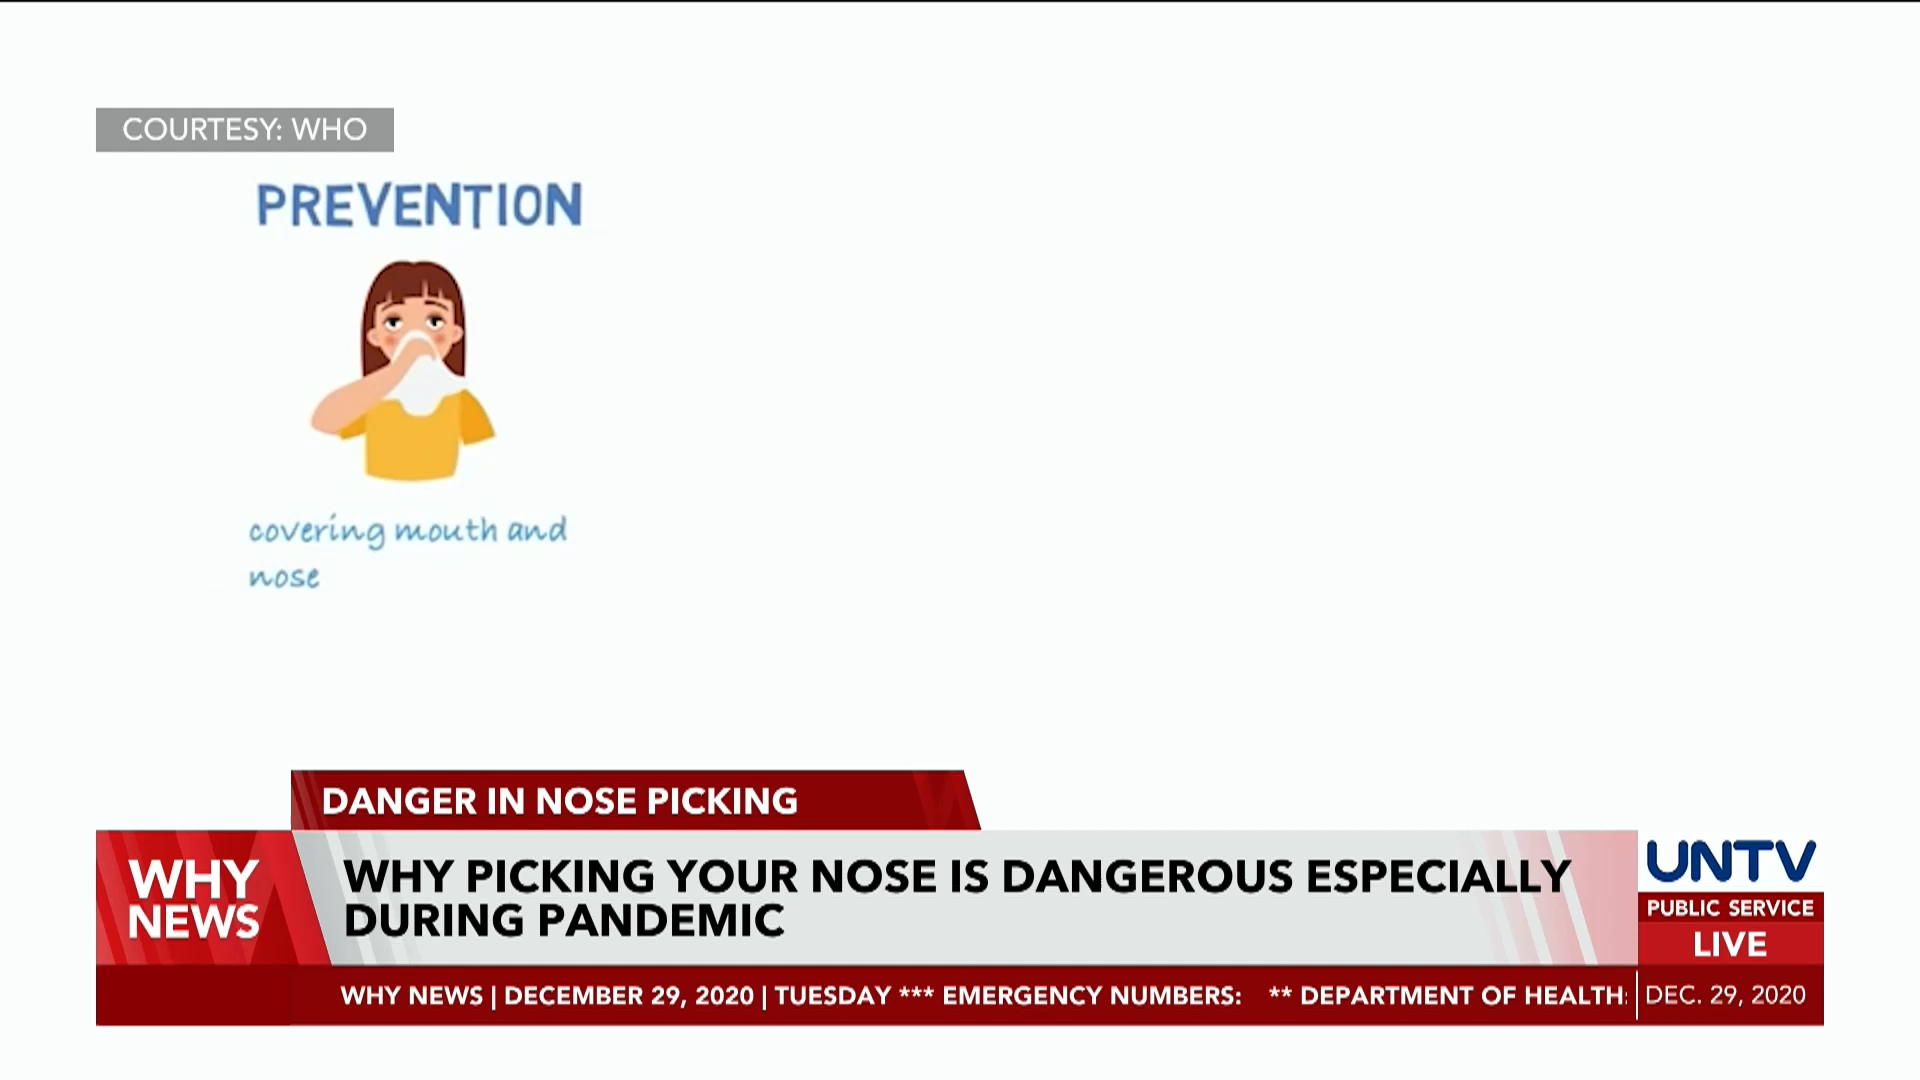 COURTESY: WHO
PREVENTION
covering mouth and
nose
DANGER IN NOSE PICKING
WHY
NEWS
WHY PICKING YOUR NOSE IS DANGEROUS ESPECIALLY
DURING PANDEMIC
UNTV
PUBLIC SERVICE
LIVE
WHY NEWS | DECEMBER 29, 2020 | TUESDAY *** EMERGENCY NUMBERS: ** DEPARTMENT OF HEALTH:
DEC. 29, 2020